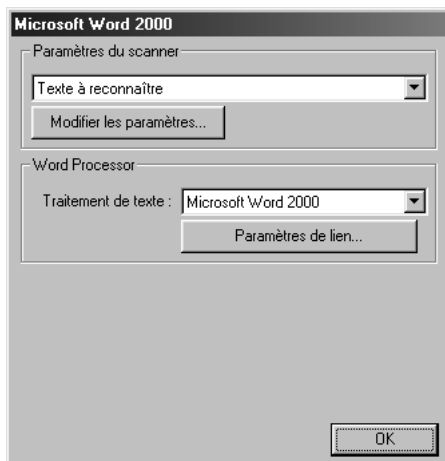 Microsoft Word 2000
Paramètres du scanner
Texte à reconnaître
Modifier les paramètres...
Word Processor
Traitement de texte : Microsoft Word 2000
Paramètres de lien...
OK